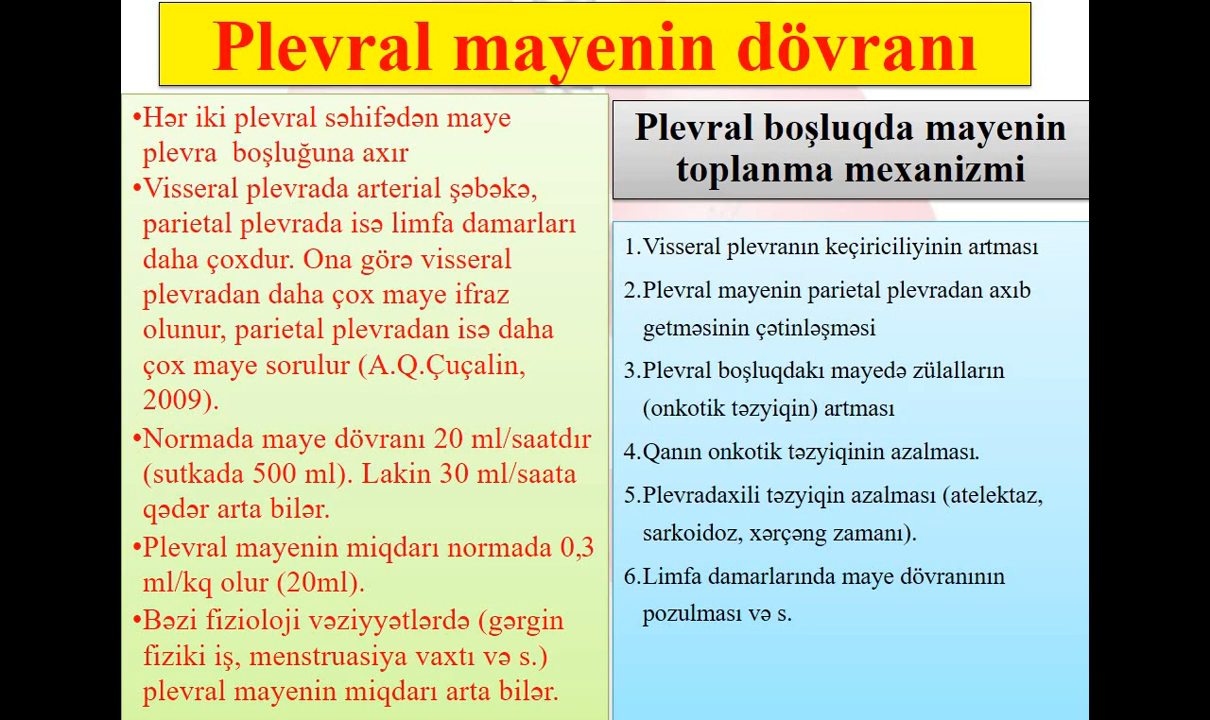 Plevral mayenin dövranı
•Hər iki plevral səhifədən maye
plevra boşluğuna axır
•Visseral plevrada arterial şəbəkə,
parietal plevrada isə limfa damarları
daha çoxdur. Ona görə visseral
plevradan daha çox maye ifraz
olunur, parietal plevradan isə daha
çox maye sorulur (A.Q.Çuçalin,
2009).
•Normada maye dövranı 20 ml/saatdır
(sutkada 500 ml). Lakin 30 ml/saata
qədər arta bilər.
•Plevral mayenin miqdarı normada 0,3
ml/kq olur (20ml).
•Bəzi fizioloji vəziyyətlərdə (gərgin
fiziki iş, menstruasiya vaxtı və s.)
plevral mayenin miqdarı arta bilər.
Plevral boşluqda mayenin
toplanma mexanizmi
1.Visseral plevranın keçiriciliyinin artması
2.Plevral mayenin parietal plevradan axıb
getməsinin çətinləşməsi
3.Plevral boşluqdakı mayedə zülalların
(onkotik təzyiqin) artması
4.Qanın onkotik təzyiqinin azalması.
5.Plevradaxili təzyiqin azalması (atelektaz,
sarkoidoz, xərçəng zamanı).
6.Limfa damarlarında maye dövranının
pozulması və s.